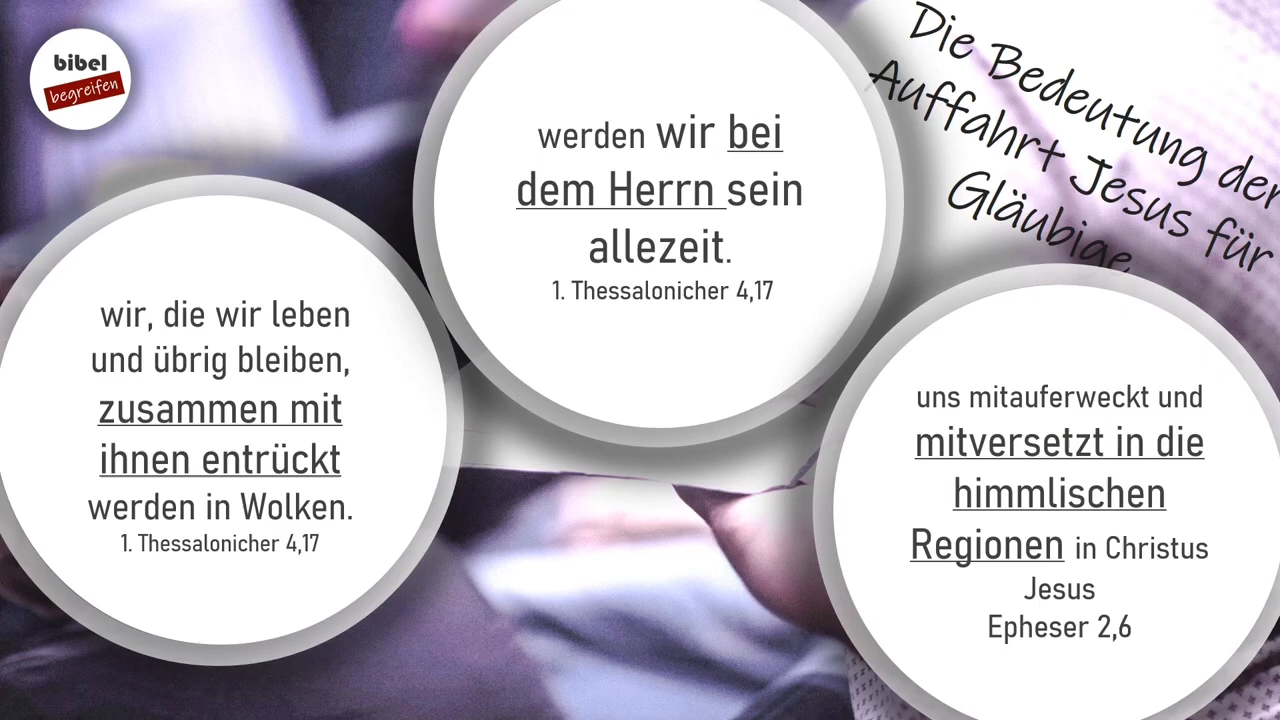 bibel
begreifen
Die Bedeutung der
Auffahrt Jesus für
Gläubige
werden wir bei
dem Herrn sein
allezeit.
1. Thessalonicher 4,17
wir, die wir leben
und übrig bleiben,
zusammen mit
ihnen entrückt
werden in Wolken.
1. Thessalonicher 4,17
uns mitauferweckt und
mitversetzt in die
himmlischen
Regionen in Christus
Jesus
Epheser 2,6